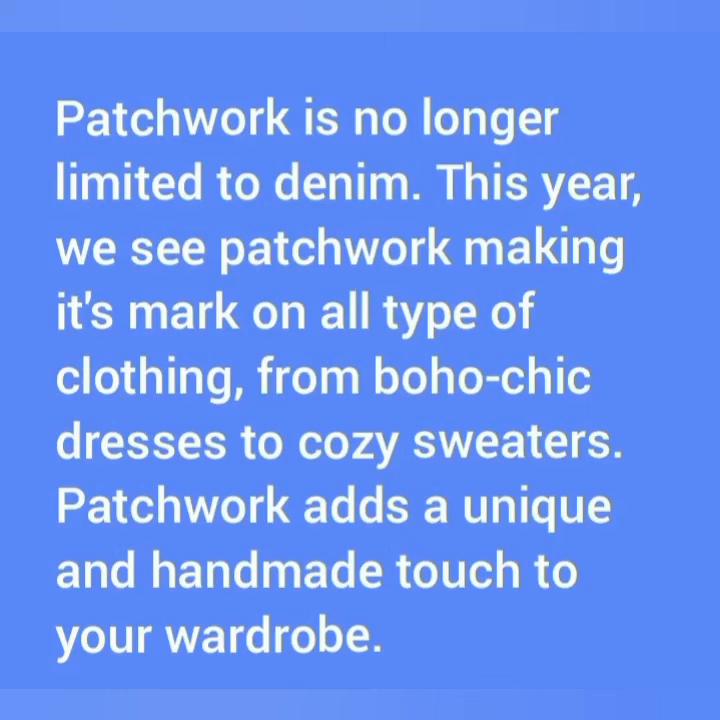 Patchwork is no longer
limited to denim. This year,
we see patchwork making
it's mark on all type of
clothing, from boho-chic
dresses to cozy sweaters.
Patchwork adds a unique
and handmade touch to
your wardrobe.